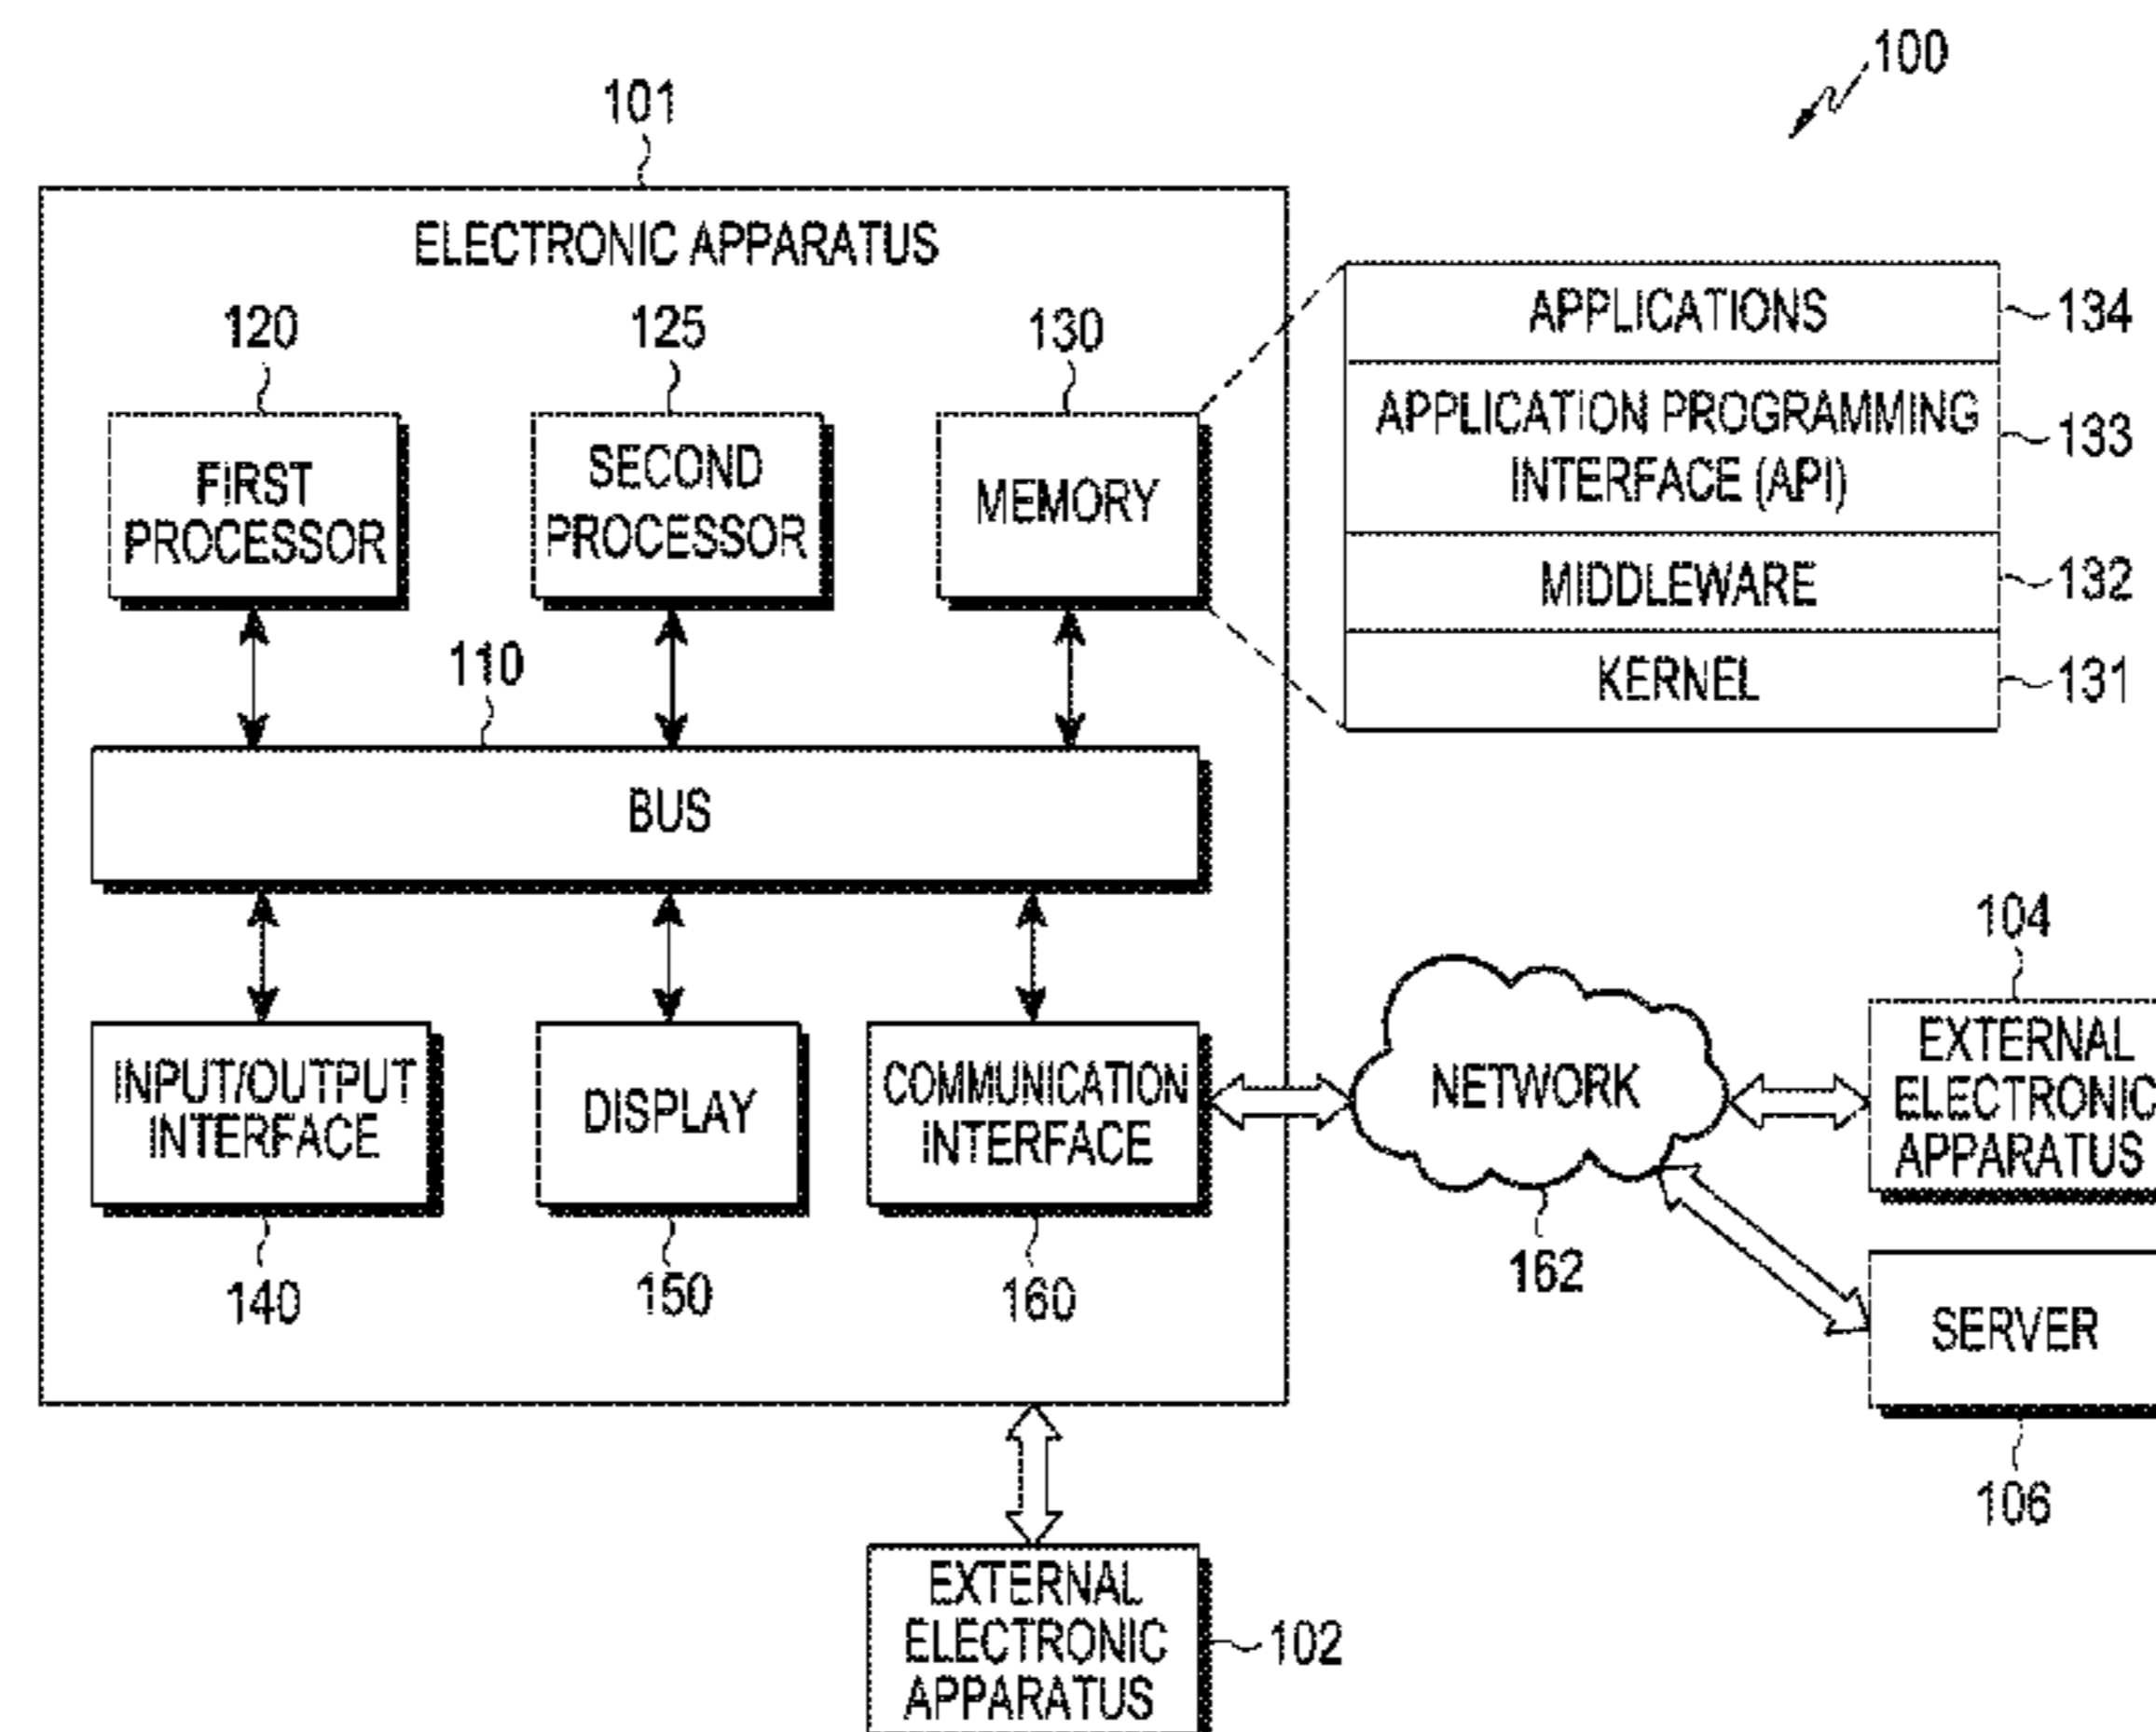 100
101
ELECTRONIC APPARATUS
120
125
130
FIRST
PROCESSOR
SECOND
PROCESSOR
MEMORY
APPLICATIONS
134
APPLICATION PROGRAMMING
INTERFACE (API)
133
MIDDLEWARE
132
KERNEL
131
110
BUS
INPUT/OUTPUT
INTERFACE
140
DISPLAY
150
COMMUNICATION
INTERFACE
160
NETWORK
162
104
EXTERNAL
ELECTRONIC
APPARATUS
SERVER
106
EXTERNAL
ELECTRONIC
APPARATUS
102